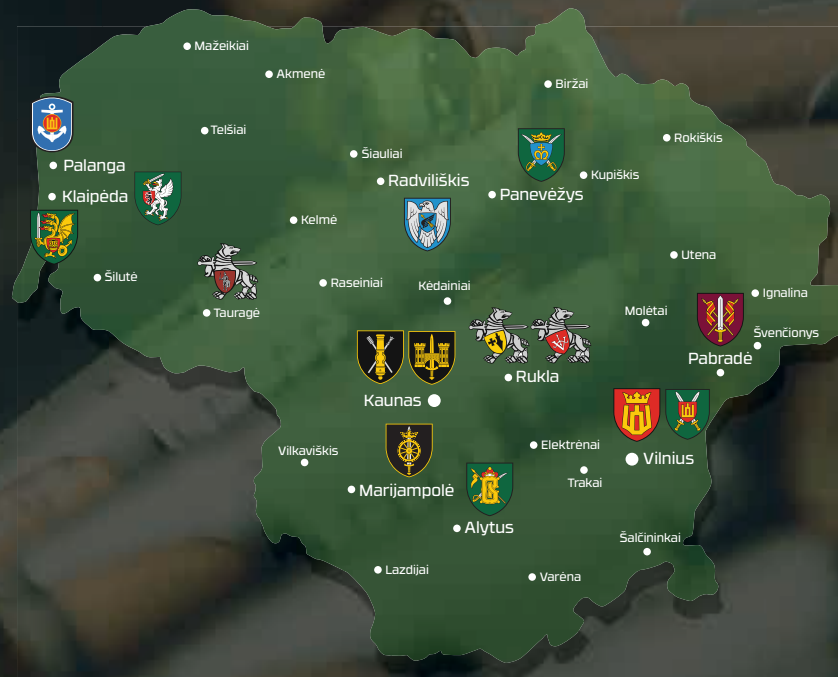 Mažeikiai
Akmenė
Biržai
Telšiai
Rokiškis
Šiauliai
Palanga
Radviliškis
Kupiškis
Klaipėda
Panevėžys
Kelmė
Utena
Šilutė
Raseiniai
Kėdainiai
Ignalina
Tauragė
Molėtai
Švenčionys
Pabradė
Rukla
Kaunas
Elektrėnai
Vilkaviškis
Vilnius
Trakai
Marijampolė
Alytus
Šalčininkai
Lazdijai
Varėna